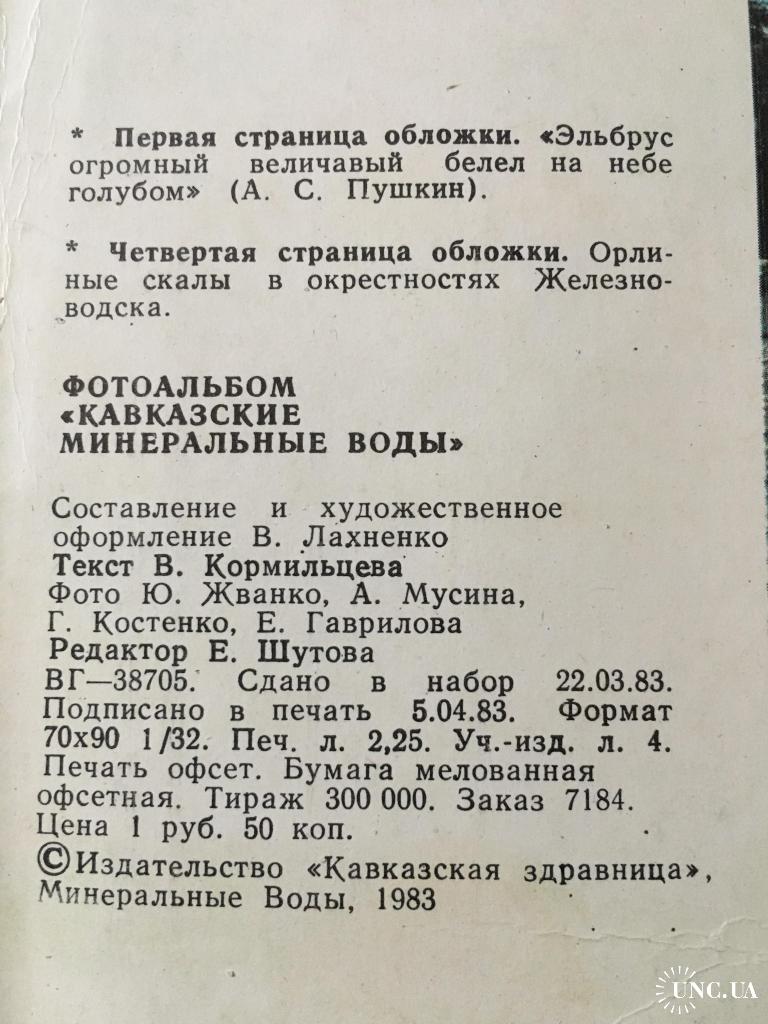 * Первая страница обложки. «Эльбрус
огромный величавый белел на небе
голубом» (А. С. Пушкин).
* Четвертая страница обложки. Орли-
ные скалы в окрестностях Железно-
водска.
ФОТОАЛЬБОМ
«КАВКАЗСКИЕ
МИНЕРАЛЬНЫЕ ВОДЫ»
Составление и художественное
оформление В. Лахненко
Текст В. Кормильцева
Фото Ю. Жванко, А. Мусина,
Г. Костенко, Е. Гаврилова
Редактор Е. Шутова
ВГ—38705. Сдано в набор 22.03.83.
Подписано в печать 5.04.83. Формат
70х90 1/32. Печ. л. 2,25. Уч.-изд. л. 4.
Печать офсет. Бумага мелованная
офсетная. Тираж 300 000. Заказ 7184.
Цена 1 руб. 50 коп.
©Издательство «Кавказская здравница»,
Минеральные Воды, 1983
UNC.UA